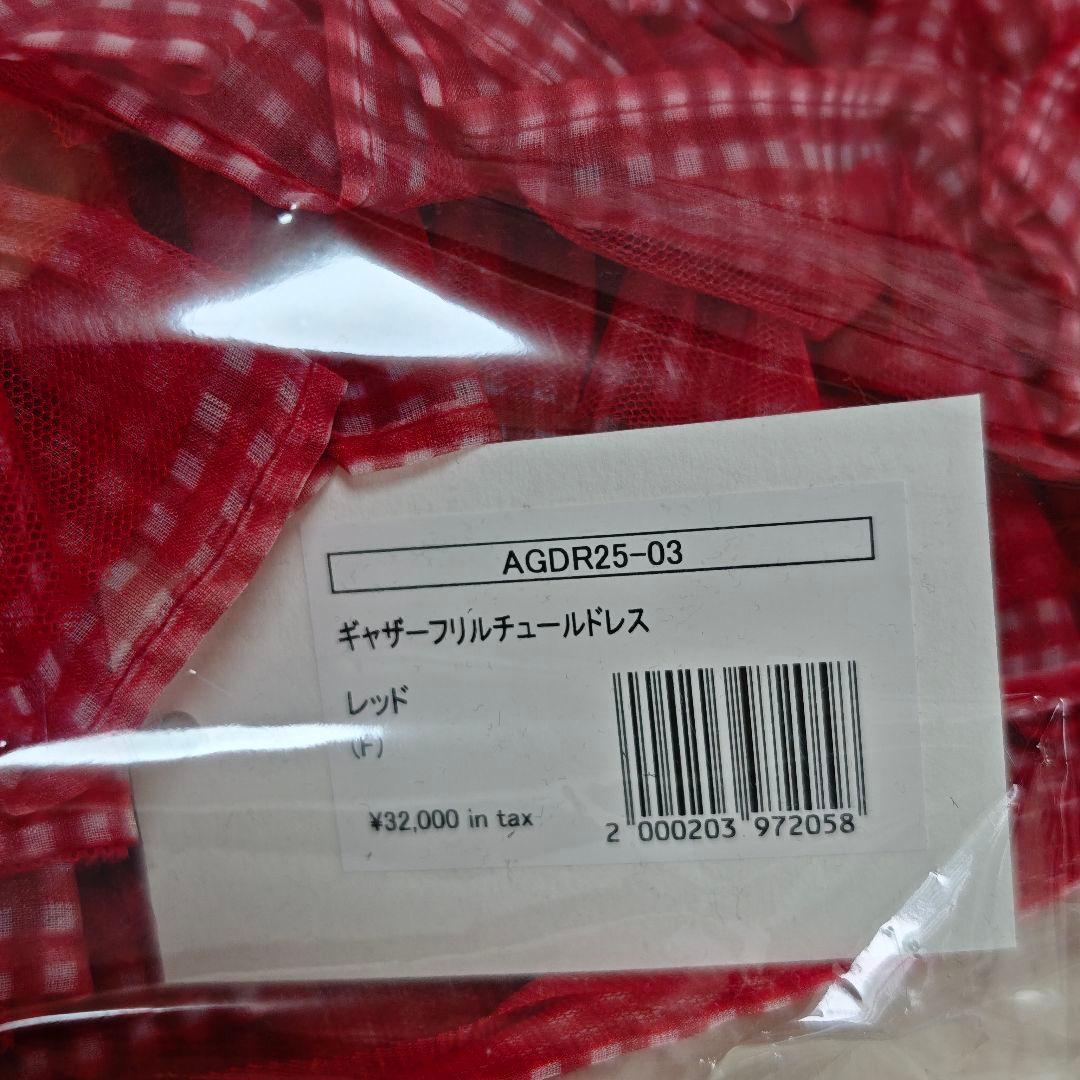 AGDR25-03
ギャザーフリルチュールドレス
レッド
(F)
¥32,000 in tax
2 000203 972058